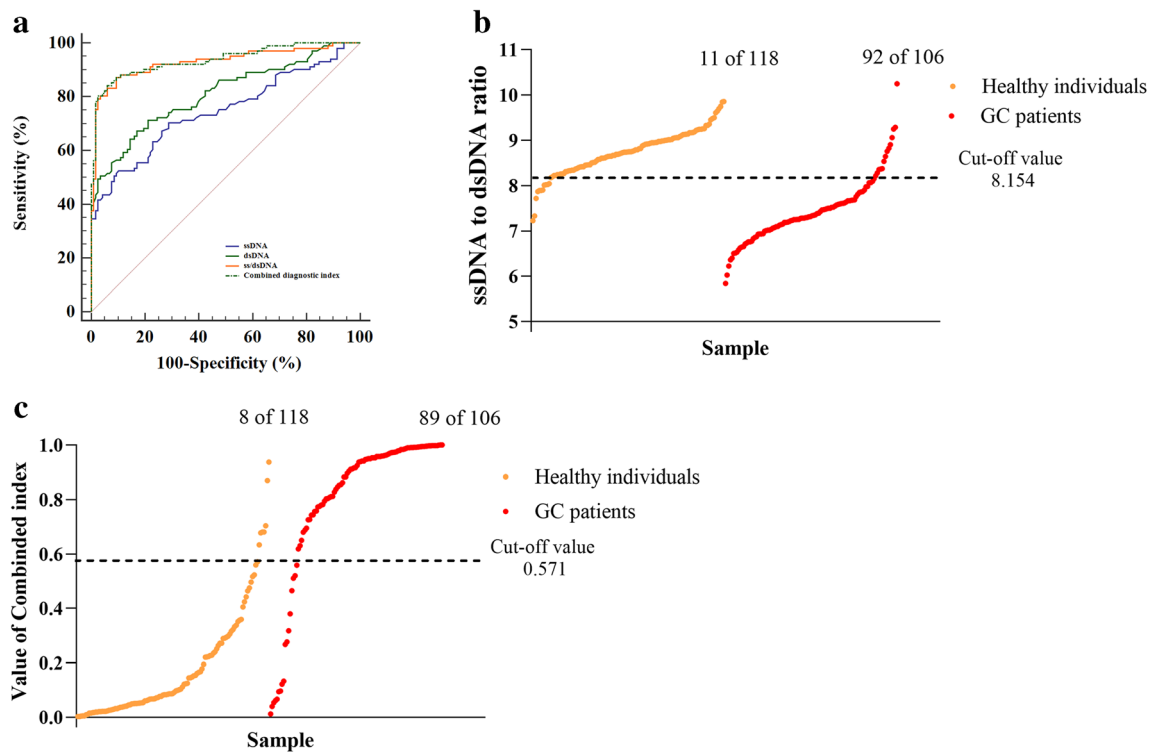 a
100
80
60
40
20
0
Sensitivity (%)
ssDNA
dsDNA
ss/dsDNA
Combined diagnostic index
0 20 40 60 80 100
100-Specificity (%)
b
11
10
9
8
7
6
5
ssDNA to dsDNA ratio
11 of 118
92 of 106
Healthy individuals
GC patients
Cut-off value
8.154
Sample
c
8 of 118
89 of 106
1.0
0.8
0.6
0.4
0.2
0.0
Value of Combinded index
Healthy individuals
GC patients
Cut-off value
0.571
Sample